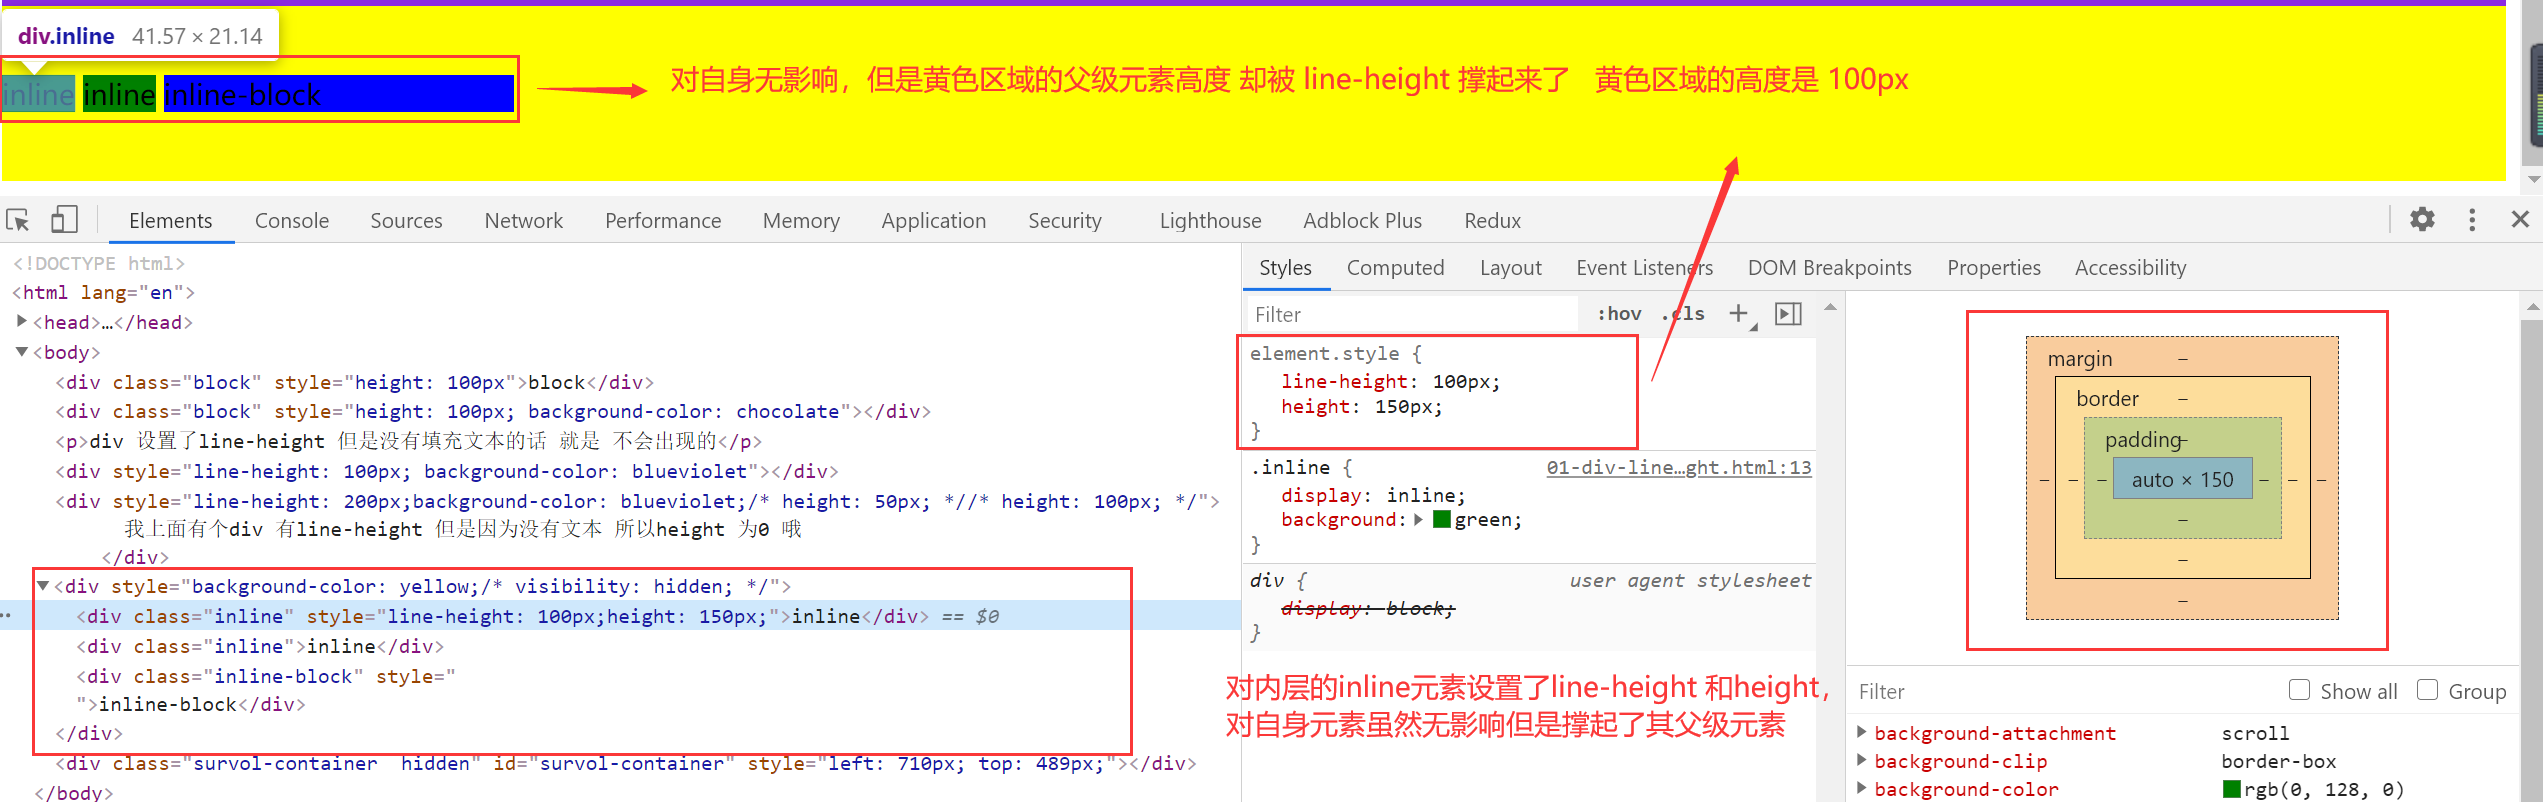 div.inline 41.57 × 21.14
inline inline inline-block
对自身无影响，但是黄色区域的父级元素高度 却被 line-height 撑起来了 黄色区域的高度是 100px
Elements Console Sources Network Performance Memory Application Security Lighthouse Adblock Plus Redux
<!DOCTYPE html>
<html lang="en">
<head>…</head>
<body>
<div class="block" style="height: 100px">block</div>
<div class="block" style="height: 100px; background-color: chocolate"></div>
<p>div 设置了line-height 但是没有填充文本的话 就是 不会出现的</p>
<div style="line-height: 100px; background-color: blueviolet"></div>
<div style="line-height: 200px;background-color: blueviolet;/* height: 50px; *//* height: 100px; */">
我上面有个div 有line-height 但是因为没有文本 所以height 为0 哦
</div>
<div style="background-color: yellow;/* visibility: hidden; */">
<div class="inline" style="line-height: 100px;height: 150px;">inline</div> == $0
<div class="inline">inline</div>
<div class="inline-block" style="
">inline-block</div>
</div>
<div class="survol-container  hidden" id="survol-container" style="left: 710px; top: 489px;"></div>
</body>
Styles Computed Layout Event Listeners DOM Breakpoints Properties Accessibility
Filter :hov .cls +
element.style {
line-height: 100px;
height: 150px;
}
.inline { 01-div-line…ght.html:13
display: inline;
background: green;
}
div { user agent stylesheet
display: block;
}
对内层的inline元素设置了line-height 和height，
对自身元素虽然无影响但是撑起了其父级元素
margin –
border –
padding –
– – – auto × 150 – – –
–
–
–
Filter Show all Group
background-attachment scroll
background-clip border-box
background-color rgb(0, 128, 0)